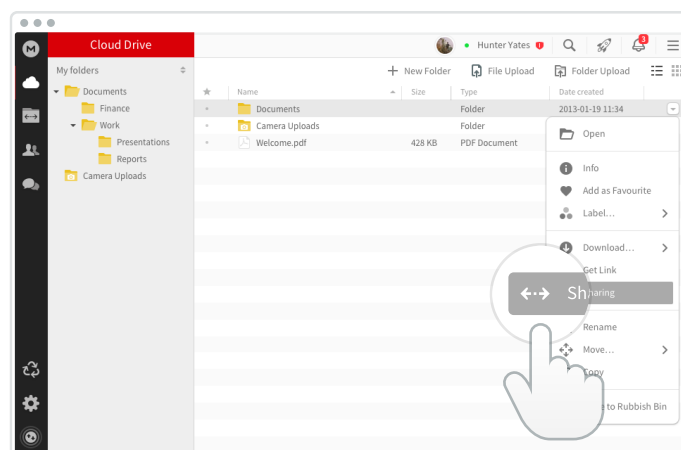 M
Cloud Drive
Hunter Yates
3
My folders
New Folder
File Upload
Folder Upload
Documents
Finance
Work
Presentations
Reports
Camera Uploads
Name
Size
Type
Date created
Documents
Folder
2013-01-19 11:34
Camera Uploads
Folder
Welcome.pdf
428 KB
PDF Document
Open
Info
Add as Favourite
Label...
Download...
Get Link
Sharing
Rename
Move...
Copy
to Rubbish Bin